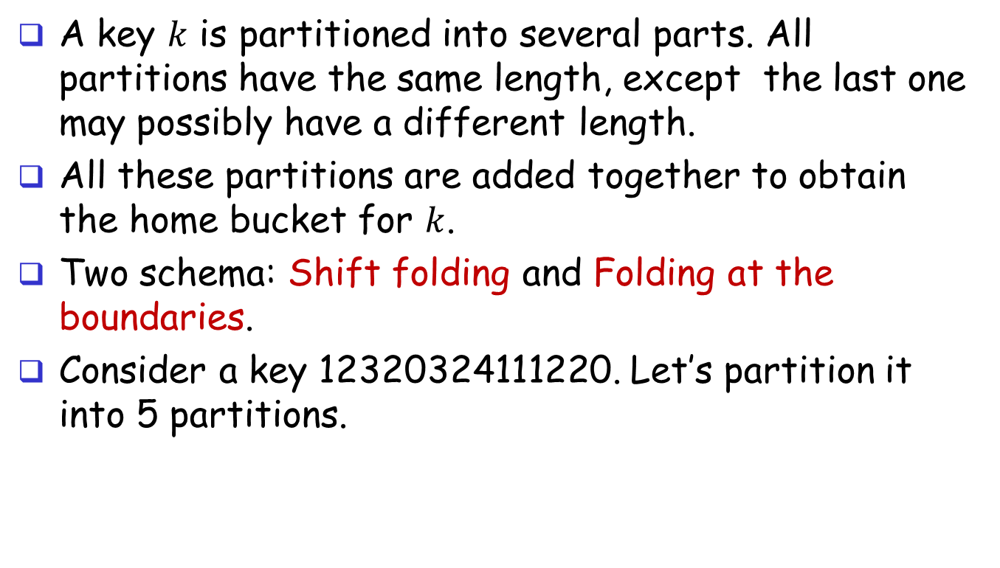 A key k is partitioned into several parts. All
partitions have the same length, except the last one
may possibly have a different length.
All these partitions are added together to obtain
the home bucket for k.
Two schema: Shift folding and Folding at the
boundaries.
Consider a key 12320324111220. Let's partition it
into 5 partitions.